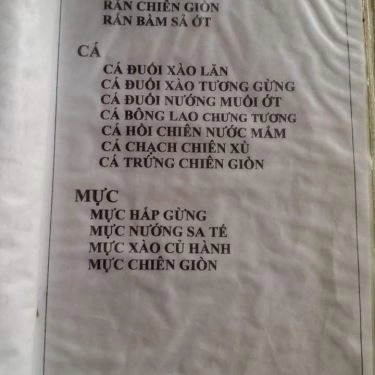 RẮN CHIÊN GIÒN
RẮN BẰM SẢ ỚT
CÁ
CÁ ĐUỐI XÀO LĂN
CÁ ĐUỐI XÀO TƯƠNG GỪNG
CÁ ĐUỐI NƯỚNG MUỐI ỚT
CÁ BÔNG LAO CHƯNG TƯƠNG
CÁ HỒI CHIÊN NƯỚC MẮM
CÁ CHẠCH CHIÊN XÙ
CÁ TRỨNG CHIÊN GIÒN
MỰC
MỰC HẤP GỪNG
MỰC NƯỚNG SA TẾ
MỰC XÀO CỦ HÀNH
MỰC CHIÊN GIÒN